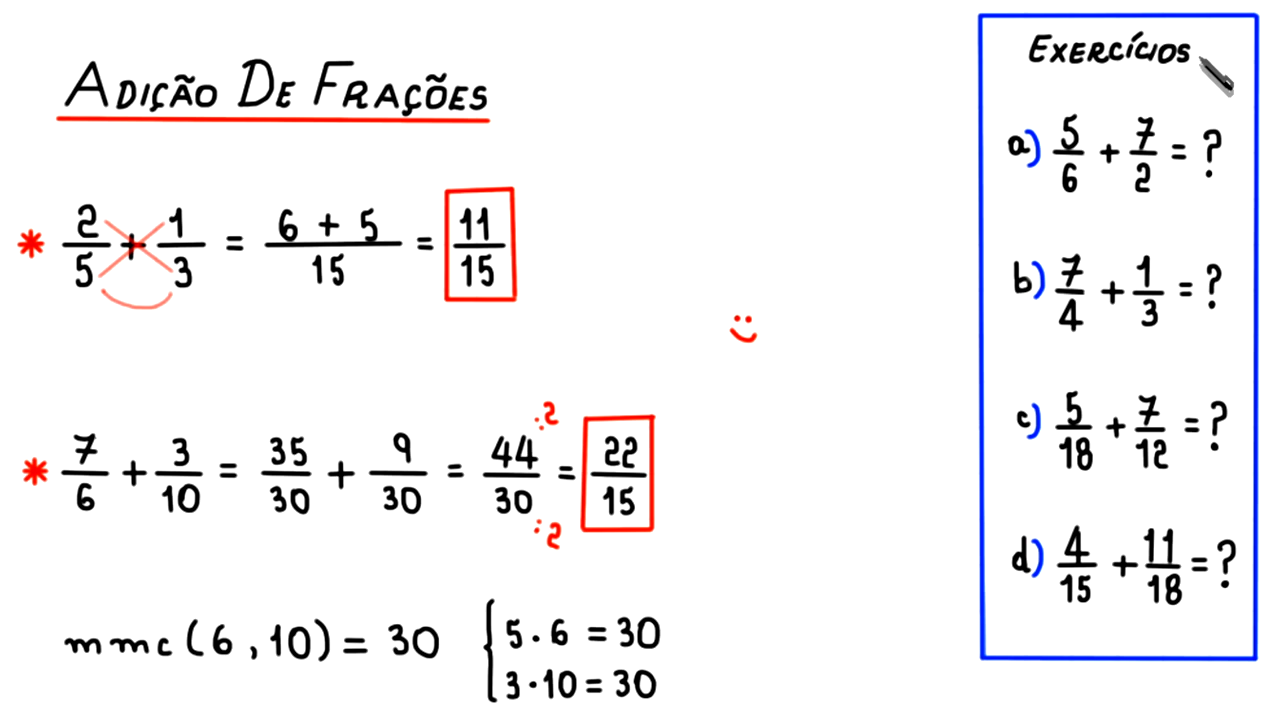 Adição De Frações
* 2/5 + 1/3 = (6 + 5)/15 = 11/15
:)
* 7/6 + 3/10 = 35/30 + 9/30 = 44/30 = 22/15
:2
:2
mmc(6,10) = 30 { 5·6 = 30
3·10 = 30
Exercícios
a) 5/6 + 7/2 = ?
b) 7/4 + 1/3 = ?
c) 5/18 + 7/12 = ?
d) 4/15 + 11/18 = ?